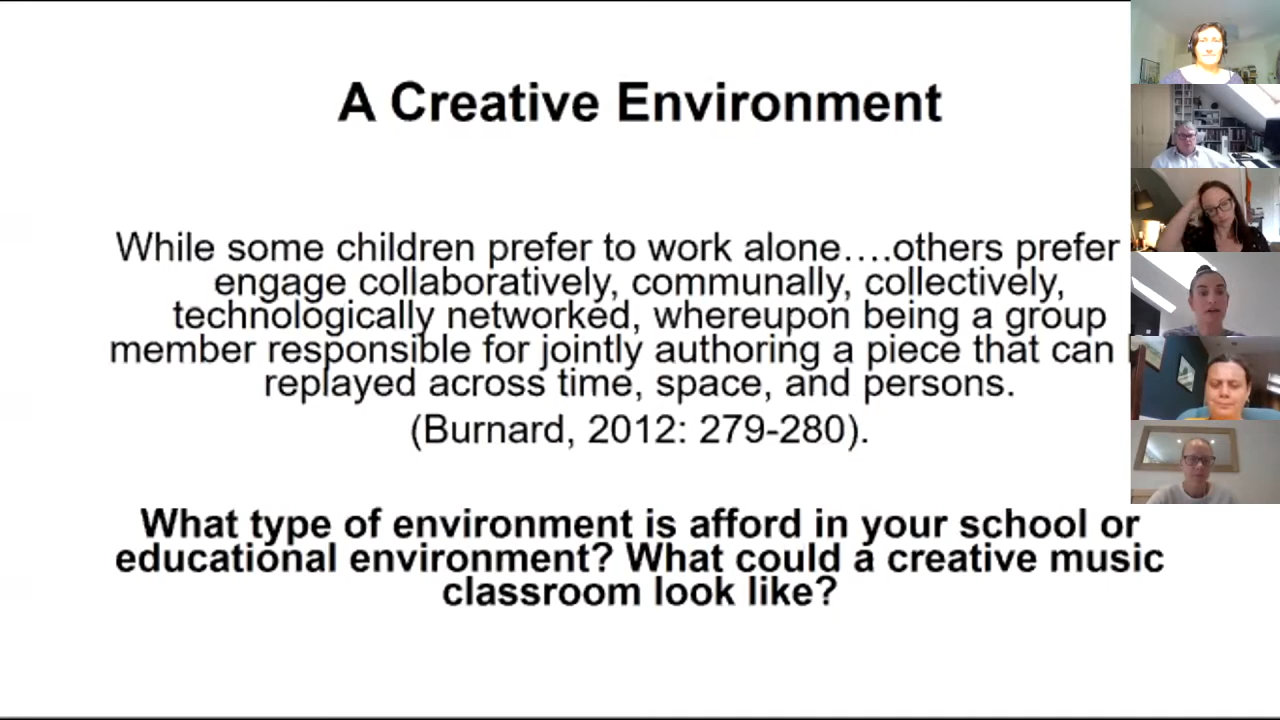 A Creative Environment
While some children prefer to work alone….others prefer
engage collaboratively, communally, collectively,
technologically networked, whereupon being a group
member responsible for jointly authoring a piece that can
replayed across time, space, and persons.
(Burnard, 2012: 279-280).
What type of environment is afford in your school or
educational environment? What could a creative music
classroom look like?